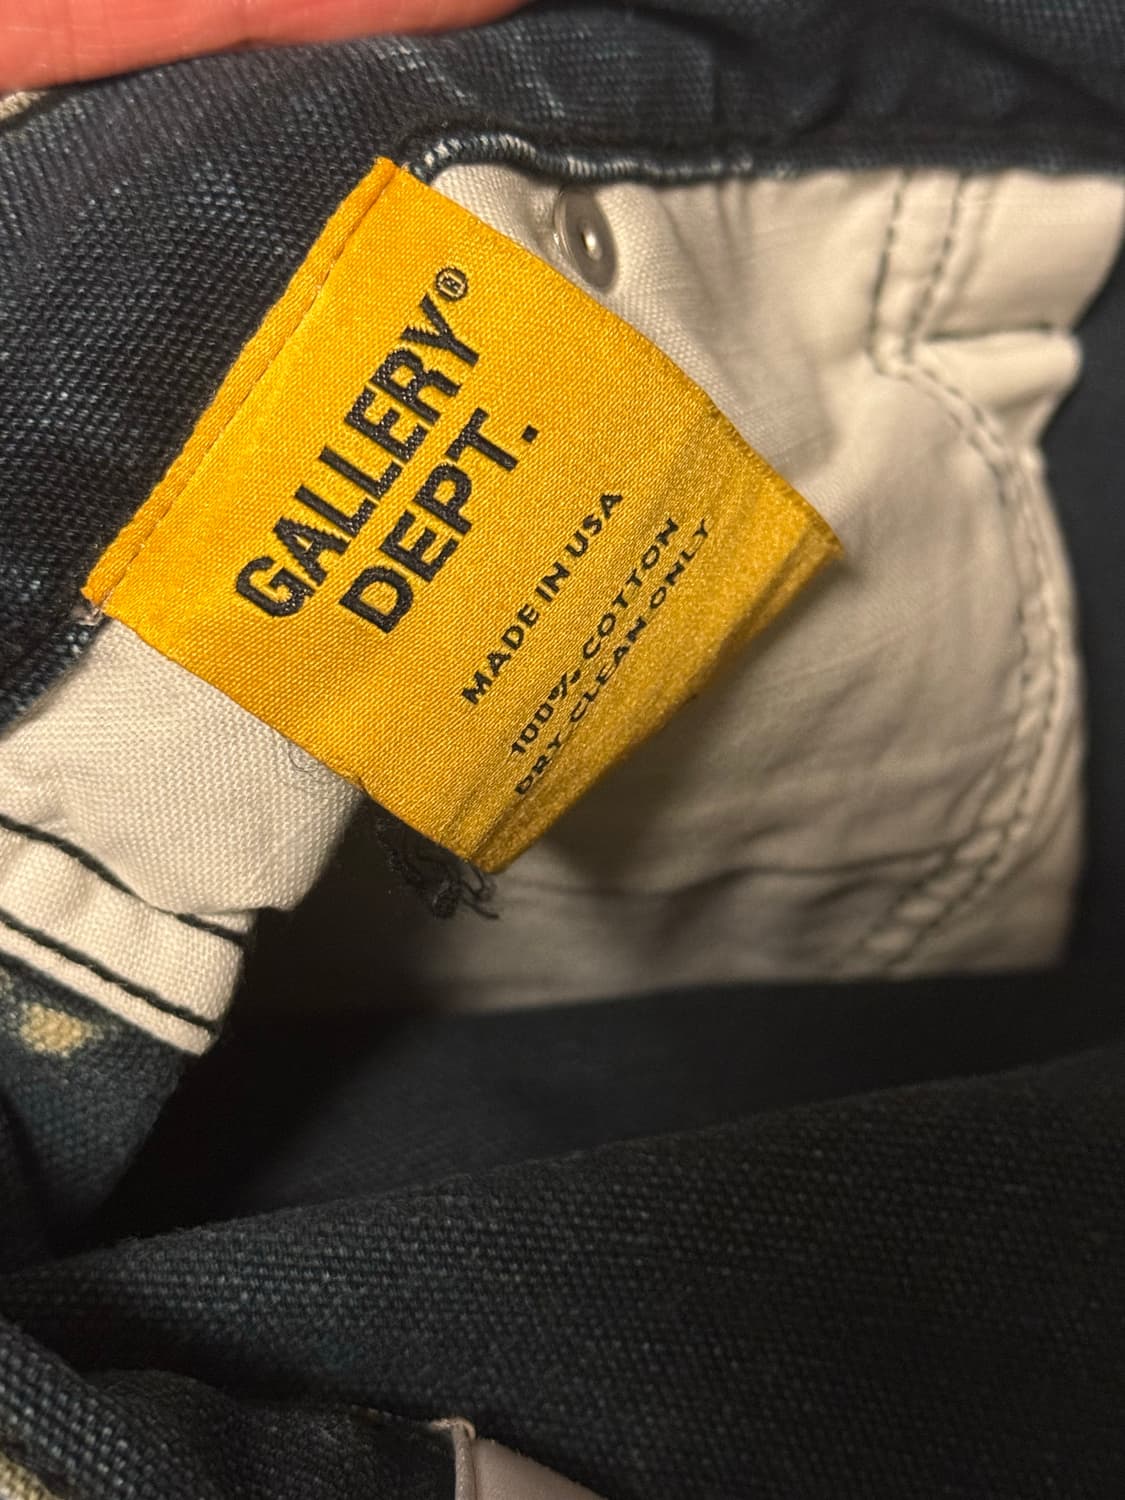 GALLERY®
DEPT.
MADE IN USA
100% COTTON
DRY CLEAN ONLY